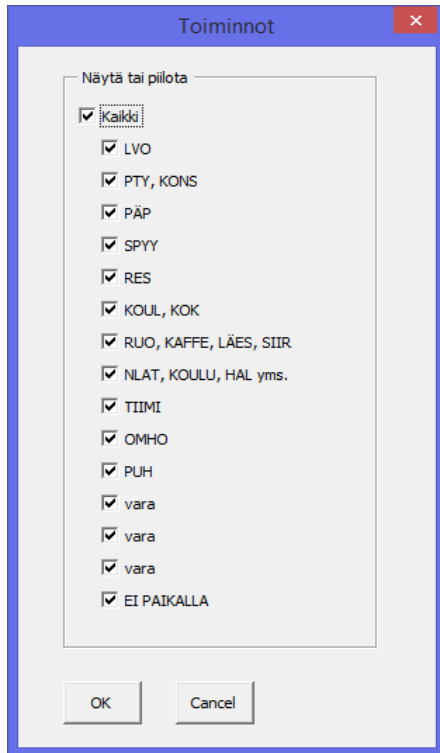 Toiminnot
Näytä tai piilota
Kaikki
LVO
PTY, KONS
PÄP
SPYY
RES
KOUL, KOK
RUO, KAFFE, LÄES, SIIR
NLAT, KOULU, HAL yms.
TIIMI
OMHO
PUH
vara
vara
vara
EI PAIKALLA
OK
Cancel